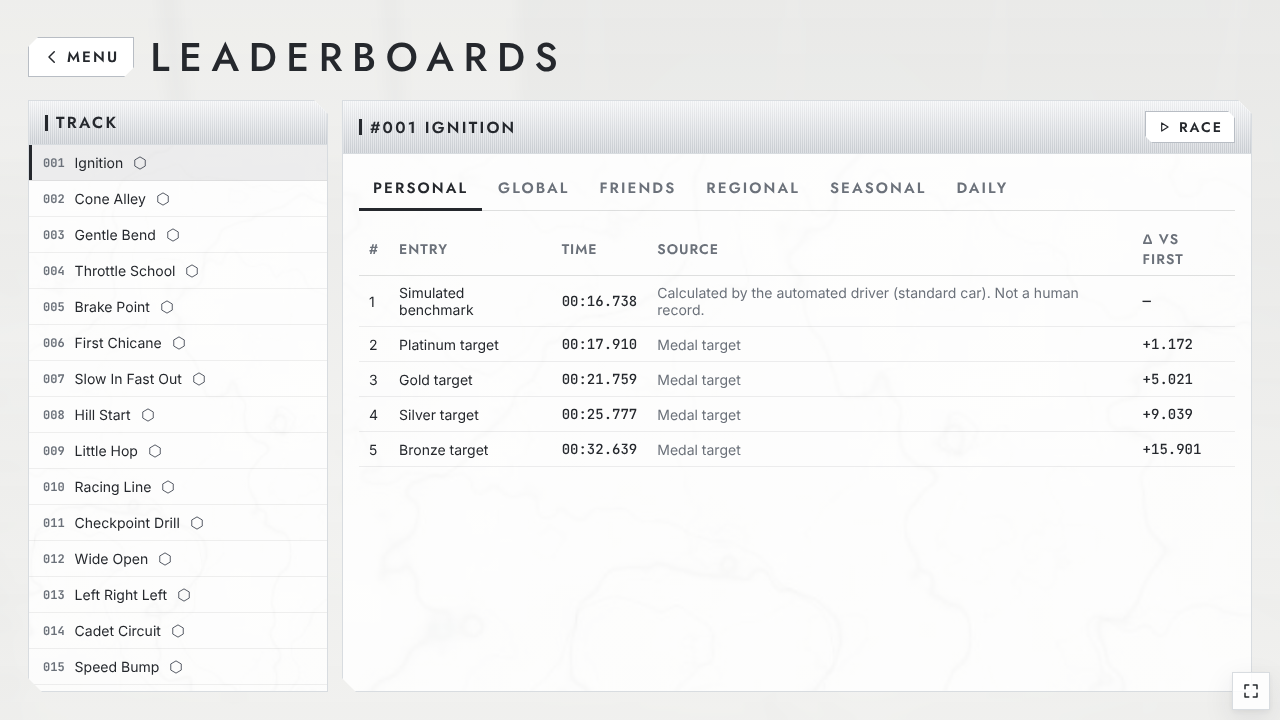 MENU
LEADERBOARDS
TRACK
001 Ignition
002 Cone Alley
003 Gentle Bend
004 Throttle School
005 Brake Point
006 First Chicane
007 Slow In Fast Out
008 Hill Start
009 Little Hop
010 Racing Line
011 Checkpoint Drill
012 Wide Open
013 Left Right Left
014 Cadet Circuit
015 Speed Bump
#001 IGNITION
RACE
PERSONAL GLOBAL FRIENDS REGIONAL SEASONAL DAILY
# ENTRY TIME SOURCE Δ VS
FIRST
1 Simulated
benchmark 00:16.738 Calculated by the automated driver (standard car). Not a human
record. —
2 Platinum target 00:17.910 Medal target +1.172
3 Gold target 00:21.759 Medal target +5.021
4 Silver target 00:25.777 Medal target +9.039
5 Bronze target 00:32.639 Medal target +15.901